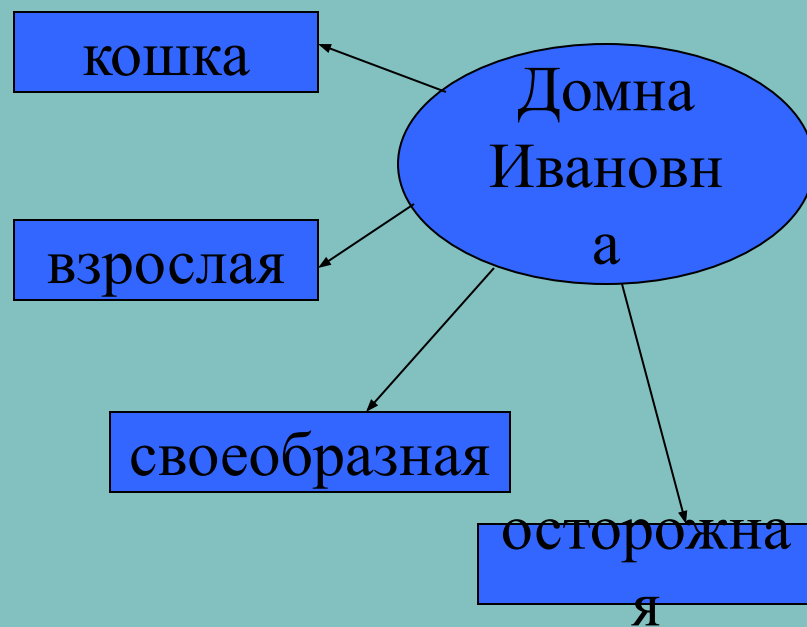 кошка
Домна
Ивановн
а
взрослая
своеобразная
осторожна
я